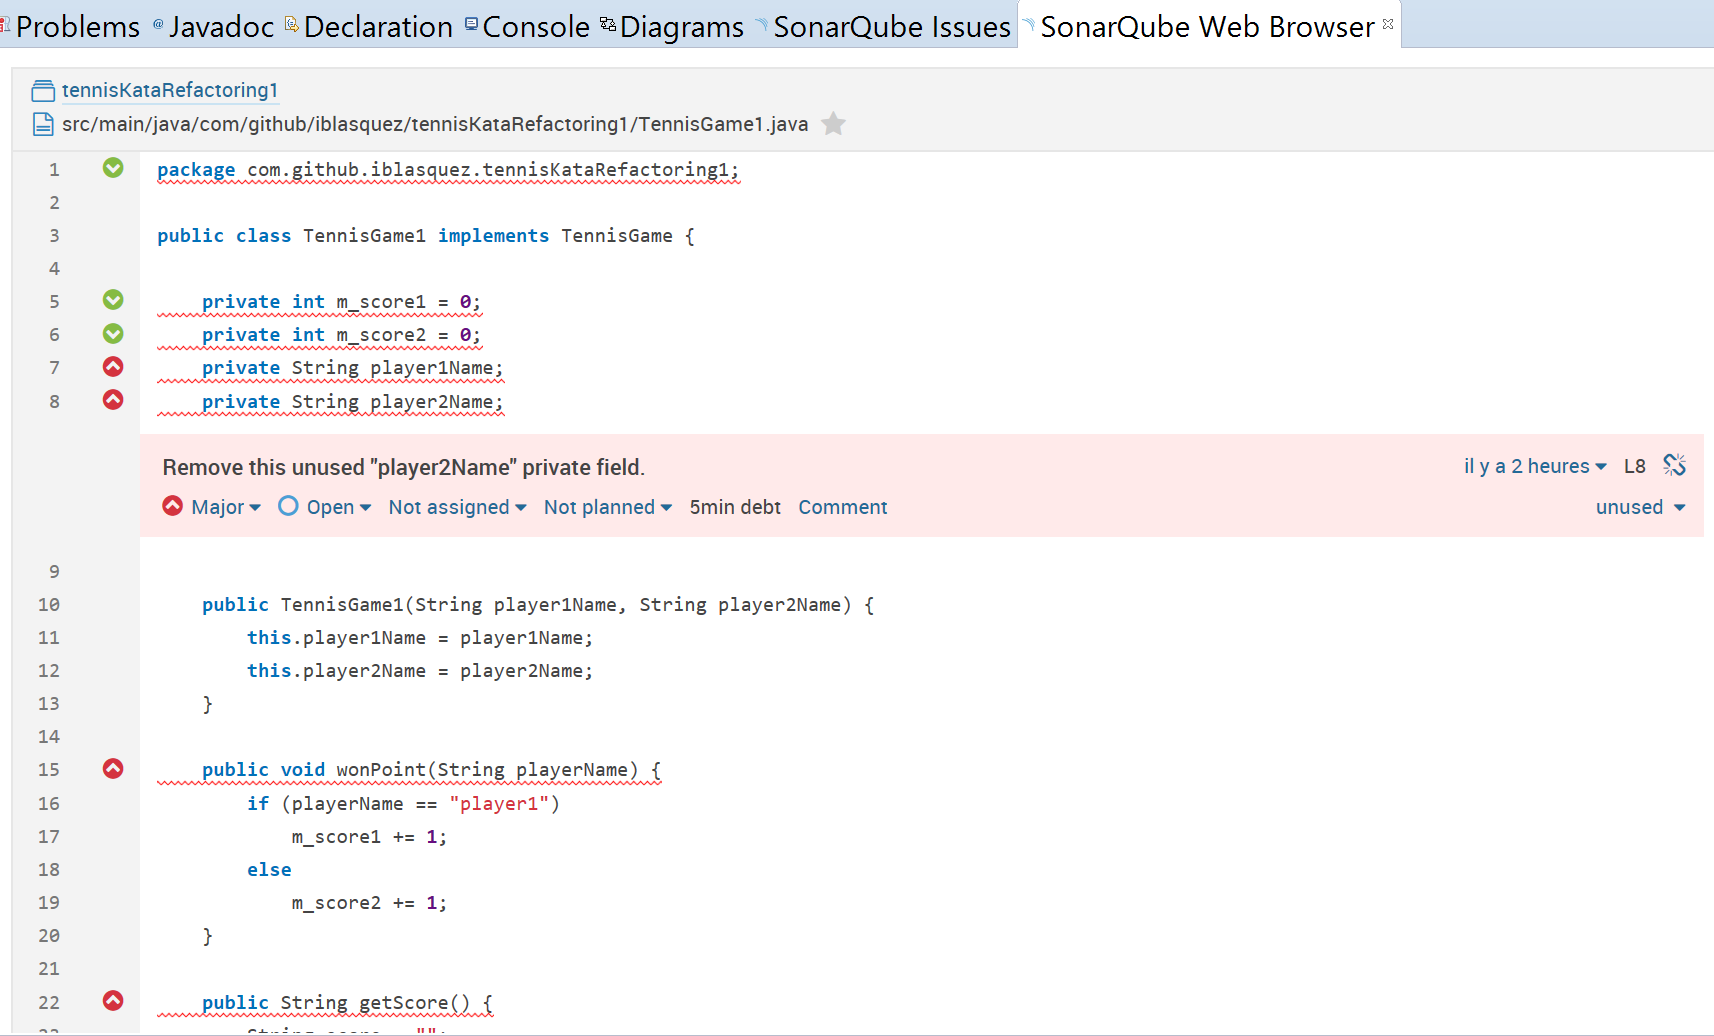 Problems @ Javadoc Declaration Console Diagrams SonarQube Issues SonarQube Web Browser
tennisKataRefactoring1
src/main/java/com/github/iblasquez/tennisKataRefactoring1/TennisGame1.java
1 package com.github.iblasquez.tennisKataRefactoring1;
2
3 public class TennisGame1 implements TennisGame {
4
5 private int m_score1 = 0;
6 private int m_score2 = 0;
7 private String player1Name;
8 private String player2Name;
Remove this unused "player2Name" private field. il y a 2 heures L8
Major Open Not assigned Not planned 5min debt Comment unused
9
10 public TennisGame1(String player1Name, String player2Name) {
11 this.player1Name = player1Name;
12 this.player2Name = player2Name;
13 }
14
15 public void wonPoint(String playerName) {
16 if (playerName == "player1")
17 m_score1 += 1;
18 else
19 m_score2 += 1;
20 }
21
22 public String getScore() {
23 String score = "";